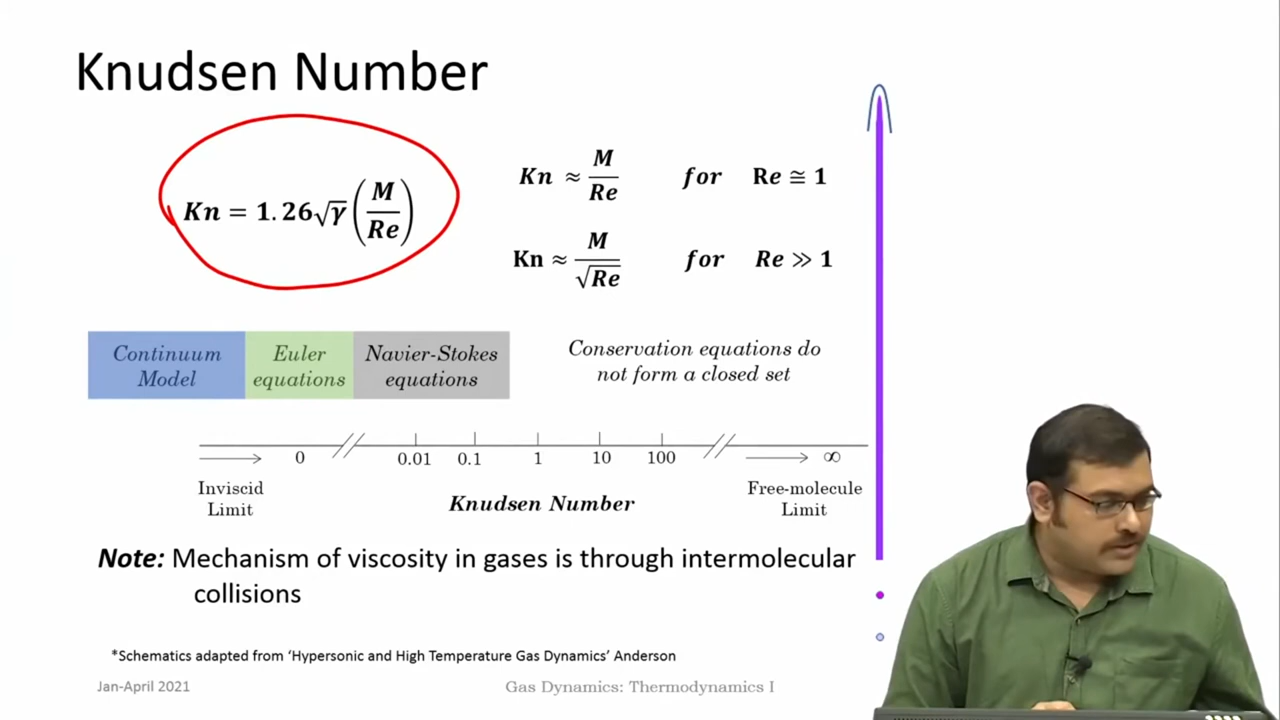 Knudsen Number
Kn = 1.26√γ (M/Re)
Kn ≈ M/Re for Re ≅ 1
Kn ≈ M/√Re for Re ≫ 1
Continuum
Model
Euler
equations
Navier-Stokes
equations
Conservation equations do
not form a closed set
0 0.01 0.1 1 10 100 ∞
Inviscid
Limit
Knudsen Number
Free-molecule
Limit
Note: Mechanism of viscosity in gases is through intermolecular
collisions
*Schematics adapted from 'Hypersonic and High Temperature Gas Dynamics' Anderson
Jan-April 2021
Gas Dynamics: Thermodynamics I